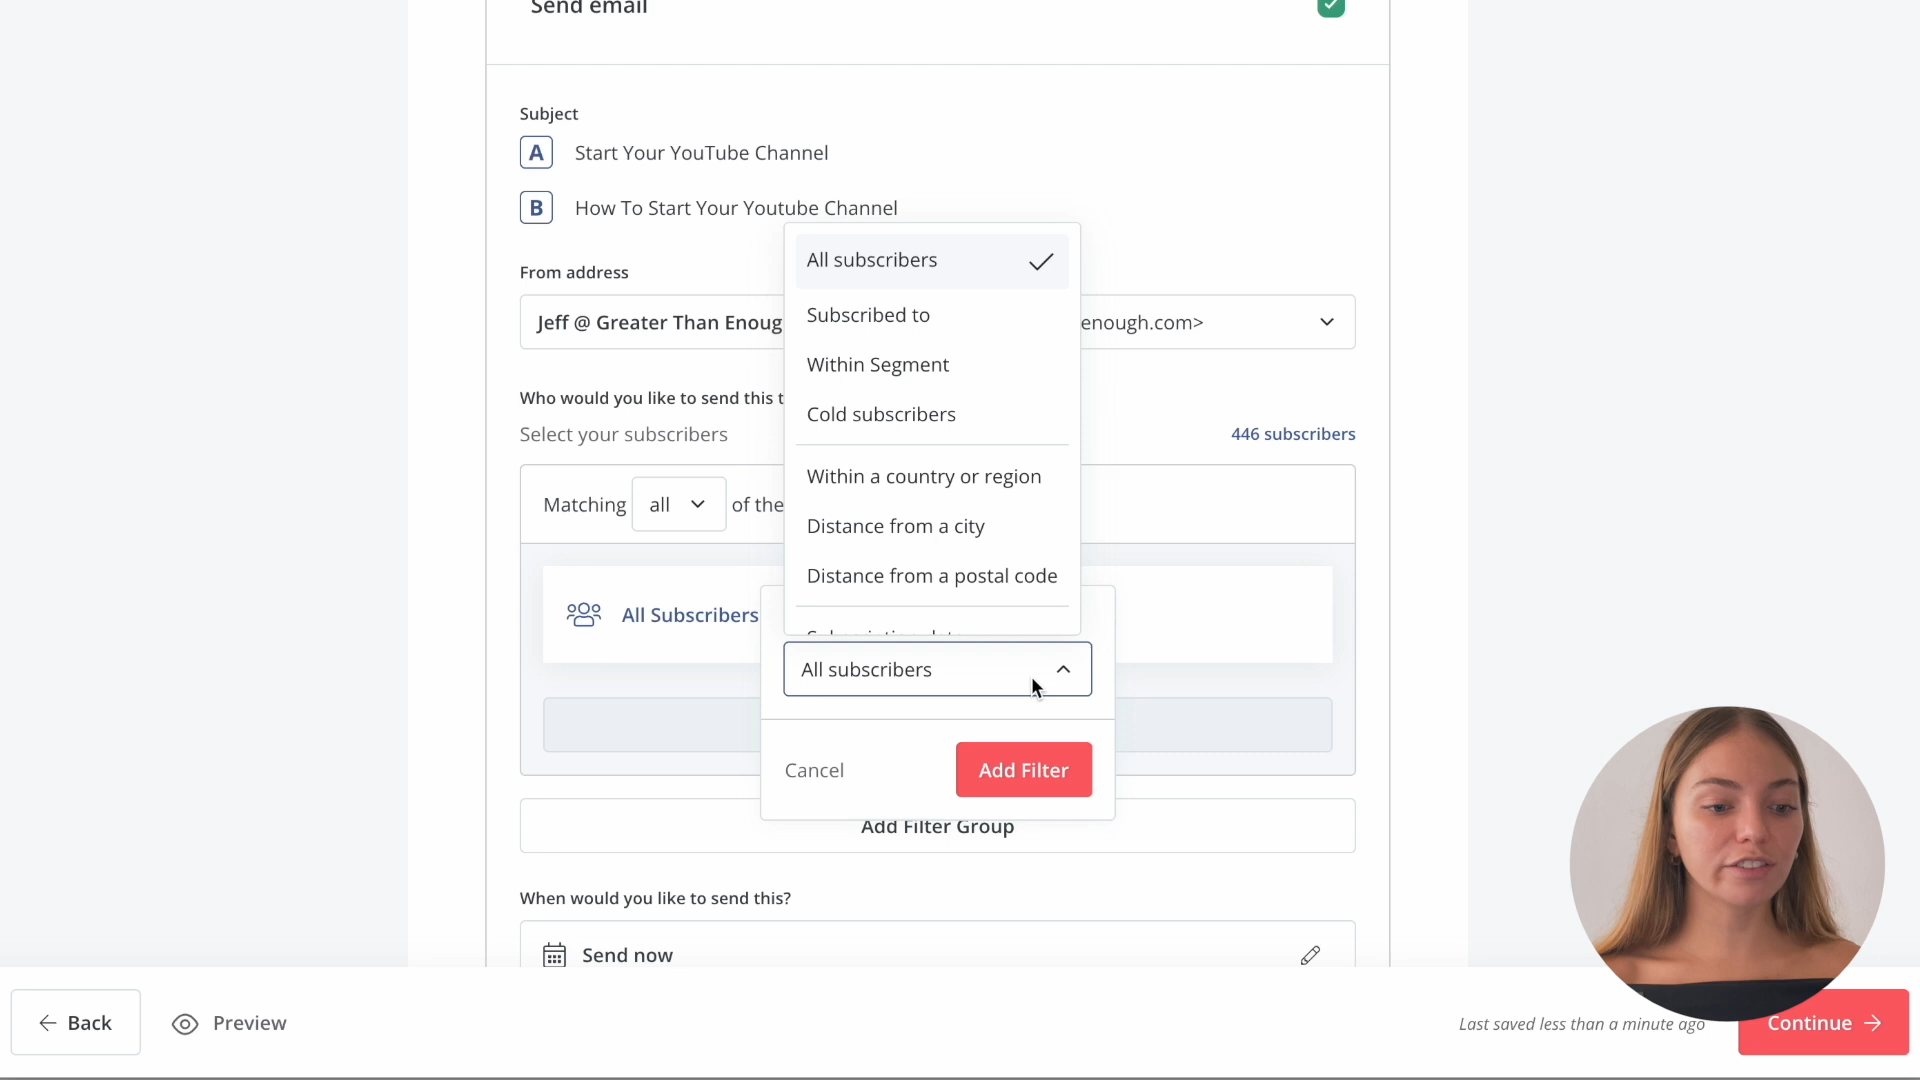 Send email
Subject
A Start Your YouTube Channel
B How To Start Your Youtube Channel
From address
Jeff @ Greater Than Enoug
enough.com>
Who would you like to send this t
Select your subscribers
446 subscribers
Matching all of the
All Subscribers
All subscribers
Subscribed to
Within Segment
Cold subscribers
Within a country or region
Distance from a city
Distance from a postal code
All subscribers
Cancel
Add Filter
Add Filter Group
When would you like to send this?
Send now
Back
Preview
Last saved less than a minute ago
Continue